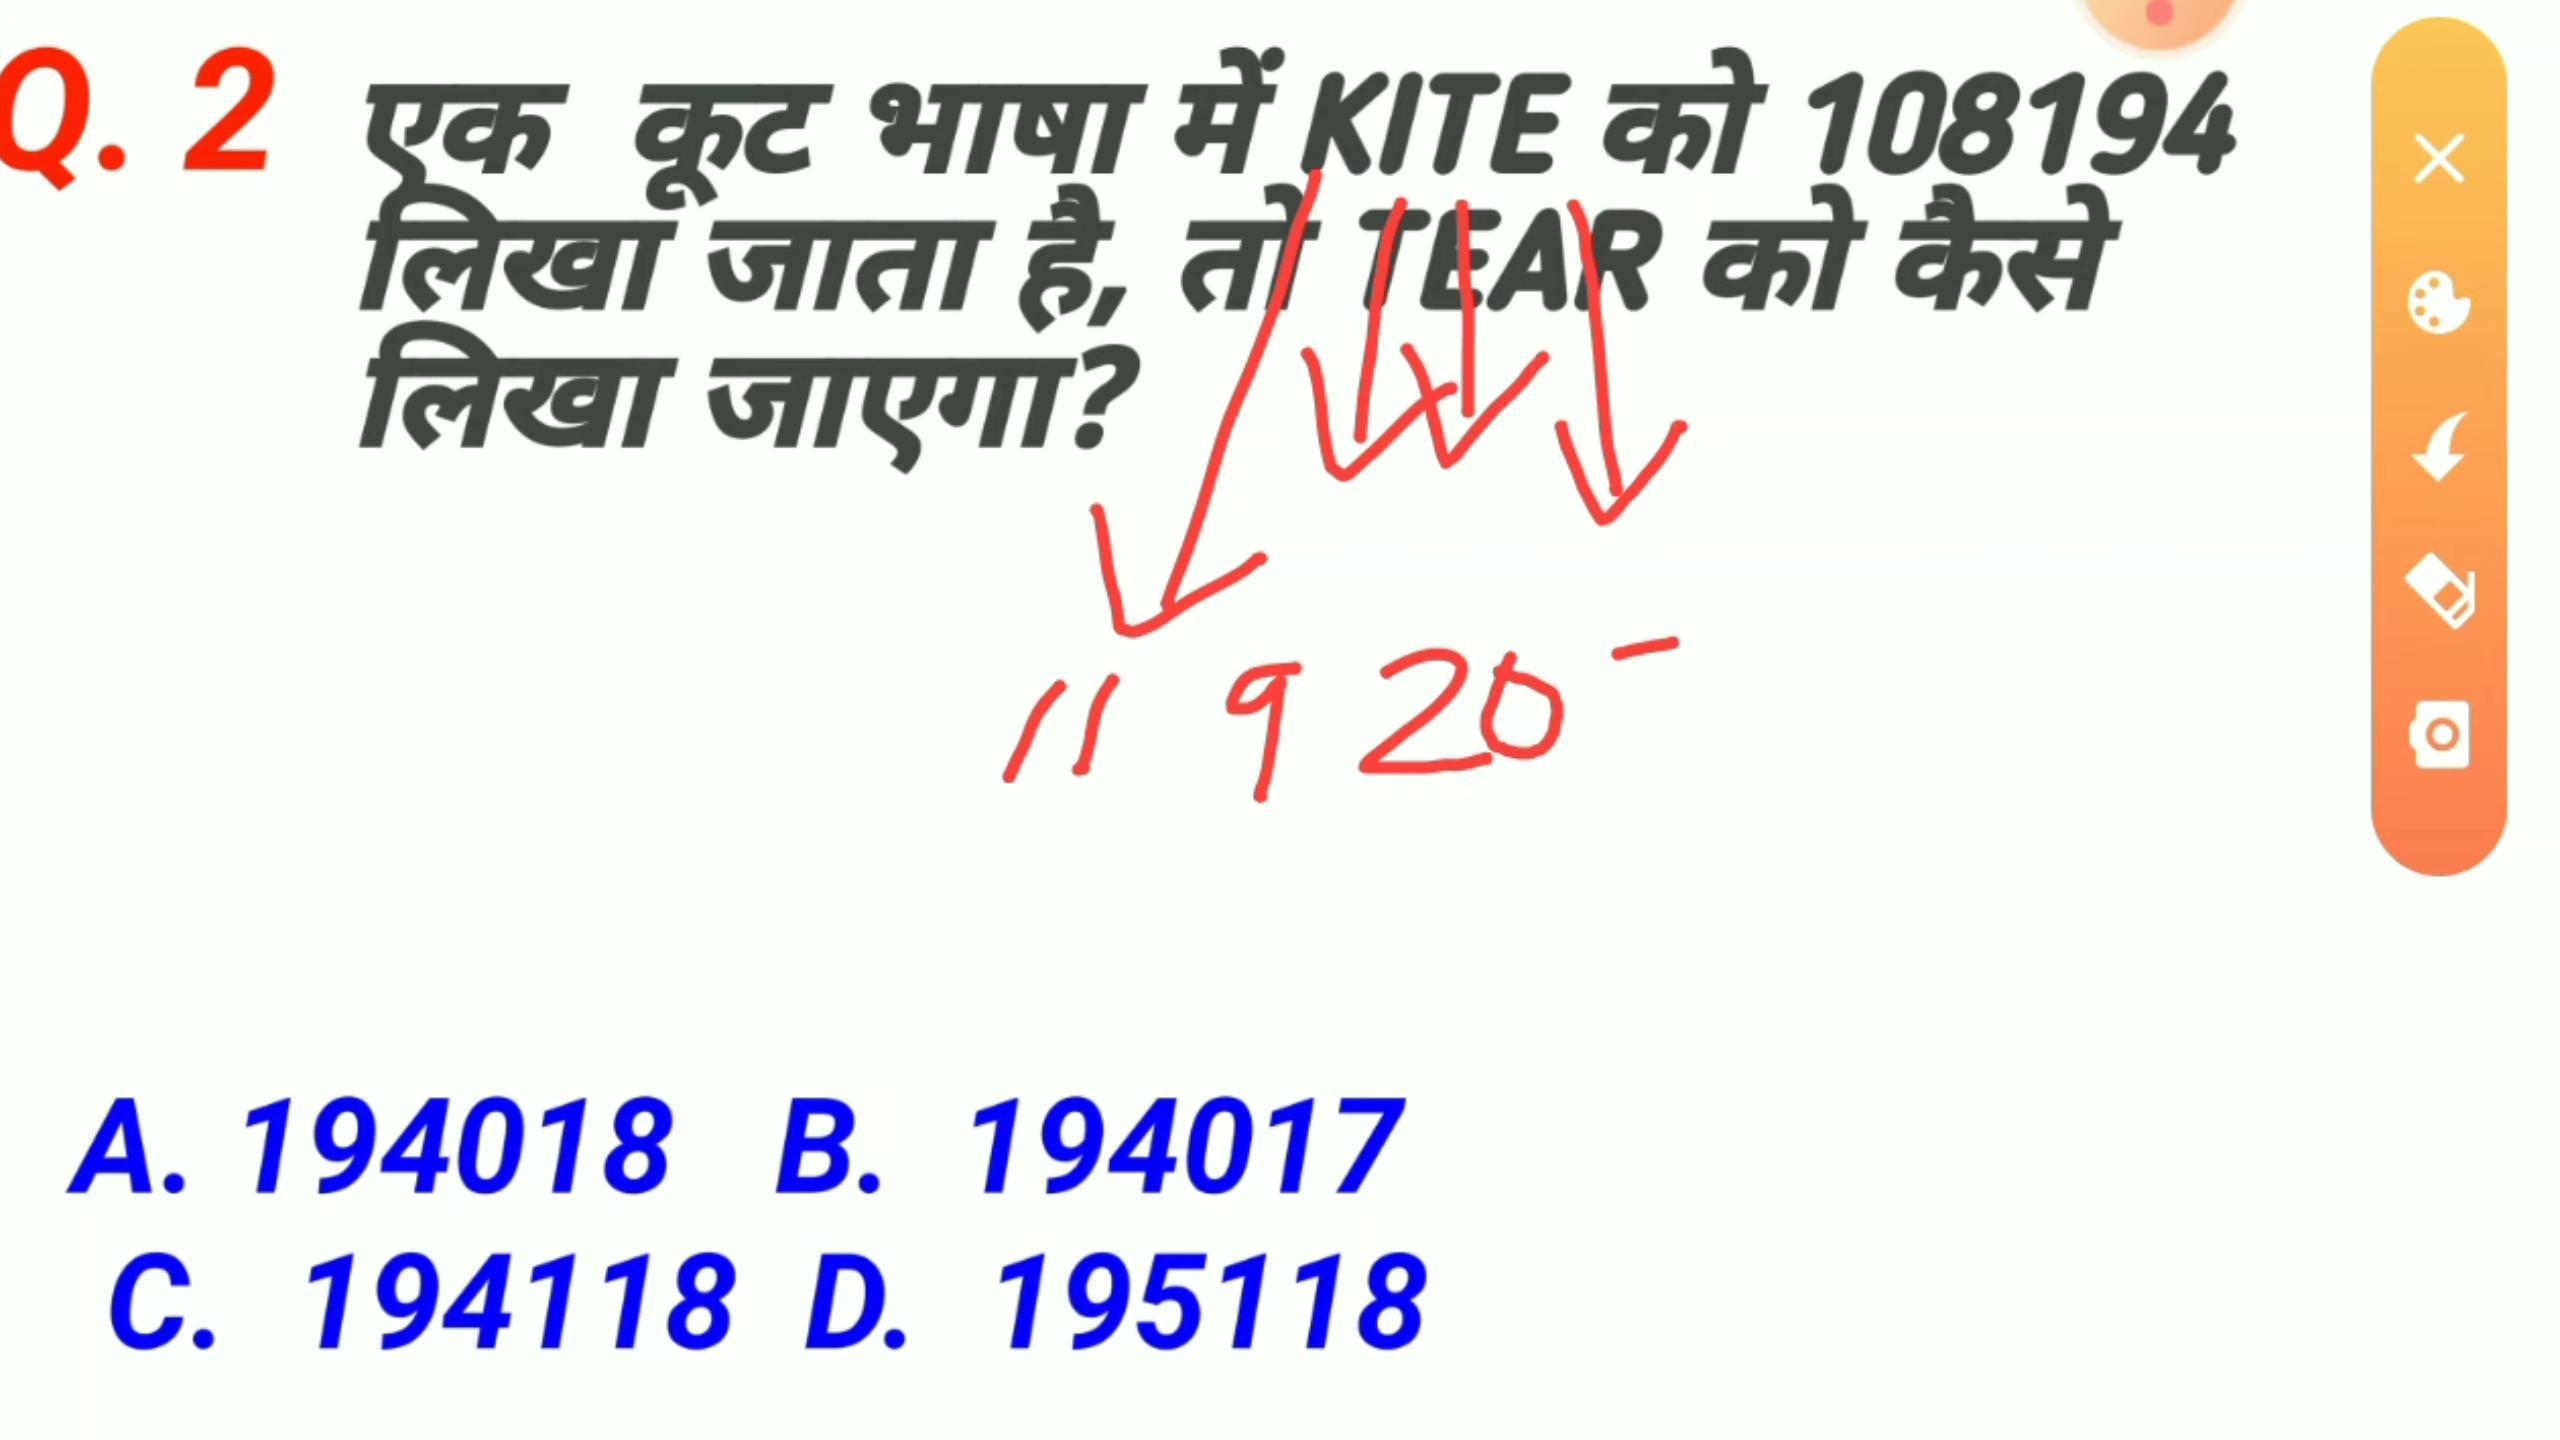 Q. 2 एक कूट भाषा में KITE को 108194
लिखा जाता है, तो TEAR को कैसे
लिखा जाएगा?
11 9 20
A. 194018 B. 194017
C. 194118 D. 195118